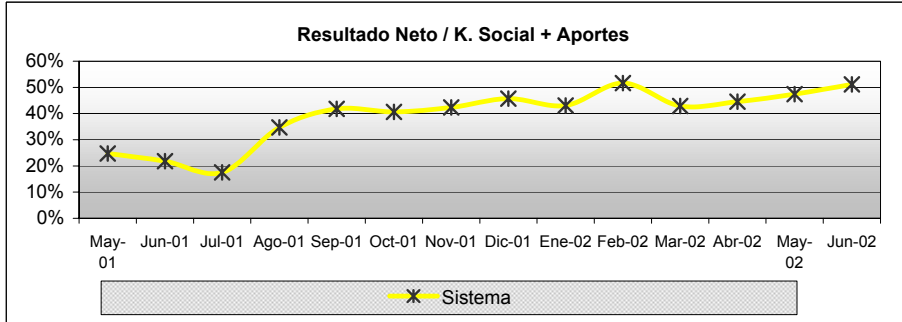 Resultado Neto / K. Social + Aportes
60%
50%
40%
30%
20%
10%
0%
May-01 Jun-01 Jul-01 Ago-01 Sep-01 Oct-01 Nov-01 Dic-01 Ene-02 Feb-02 Mar-02 Abr-02 May-02 Jun-02
Sistema